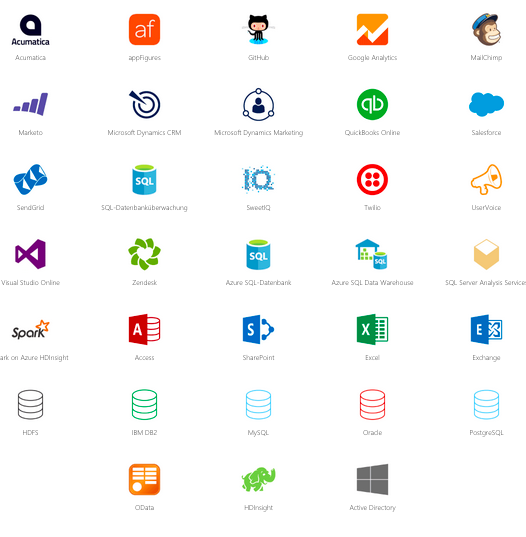 Acumatica
af
Acumatica appFigures GitHub Google Analytics MailChimp
qb
Marketo Microsoft Dynamics CRM Microsoft Dynamics Marketing QuickBooks Online Salesforce
SQL IQ
SendGrid SQL-Datenbanküberwachung SweetIQ Twilio UserVoice
SQL SQL
Visual Studio Online Zendesk Azure SQL-Datenbank Azure SQL Data Warehouse SQL Server Analysis Services
Spark A S X E X
ark on Azure HDInsight Access SharePoint Excel Exchange
HDFS IBM DB2 MySQL Oracle PostgreSQL
OData HDInsight Active Directory